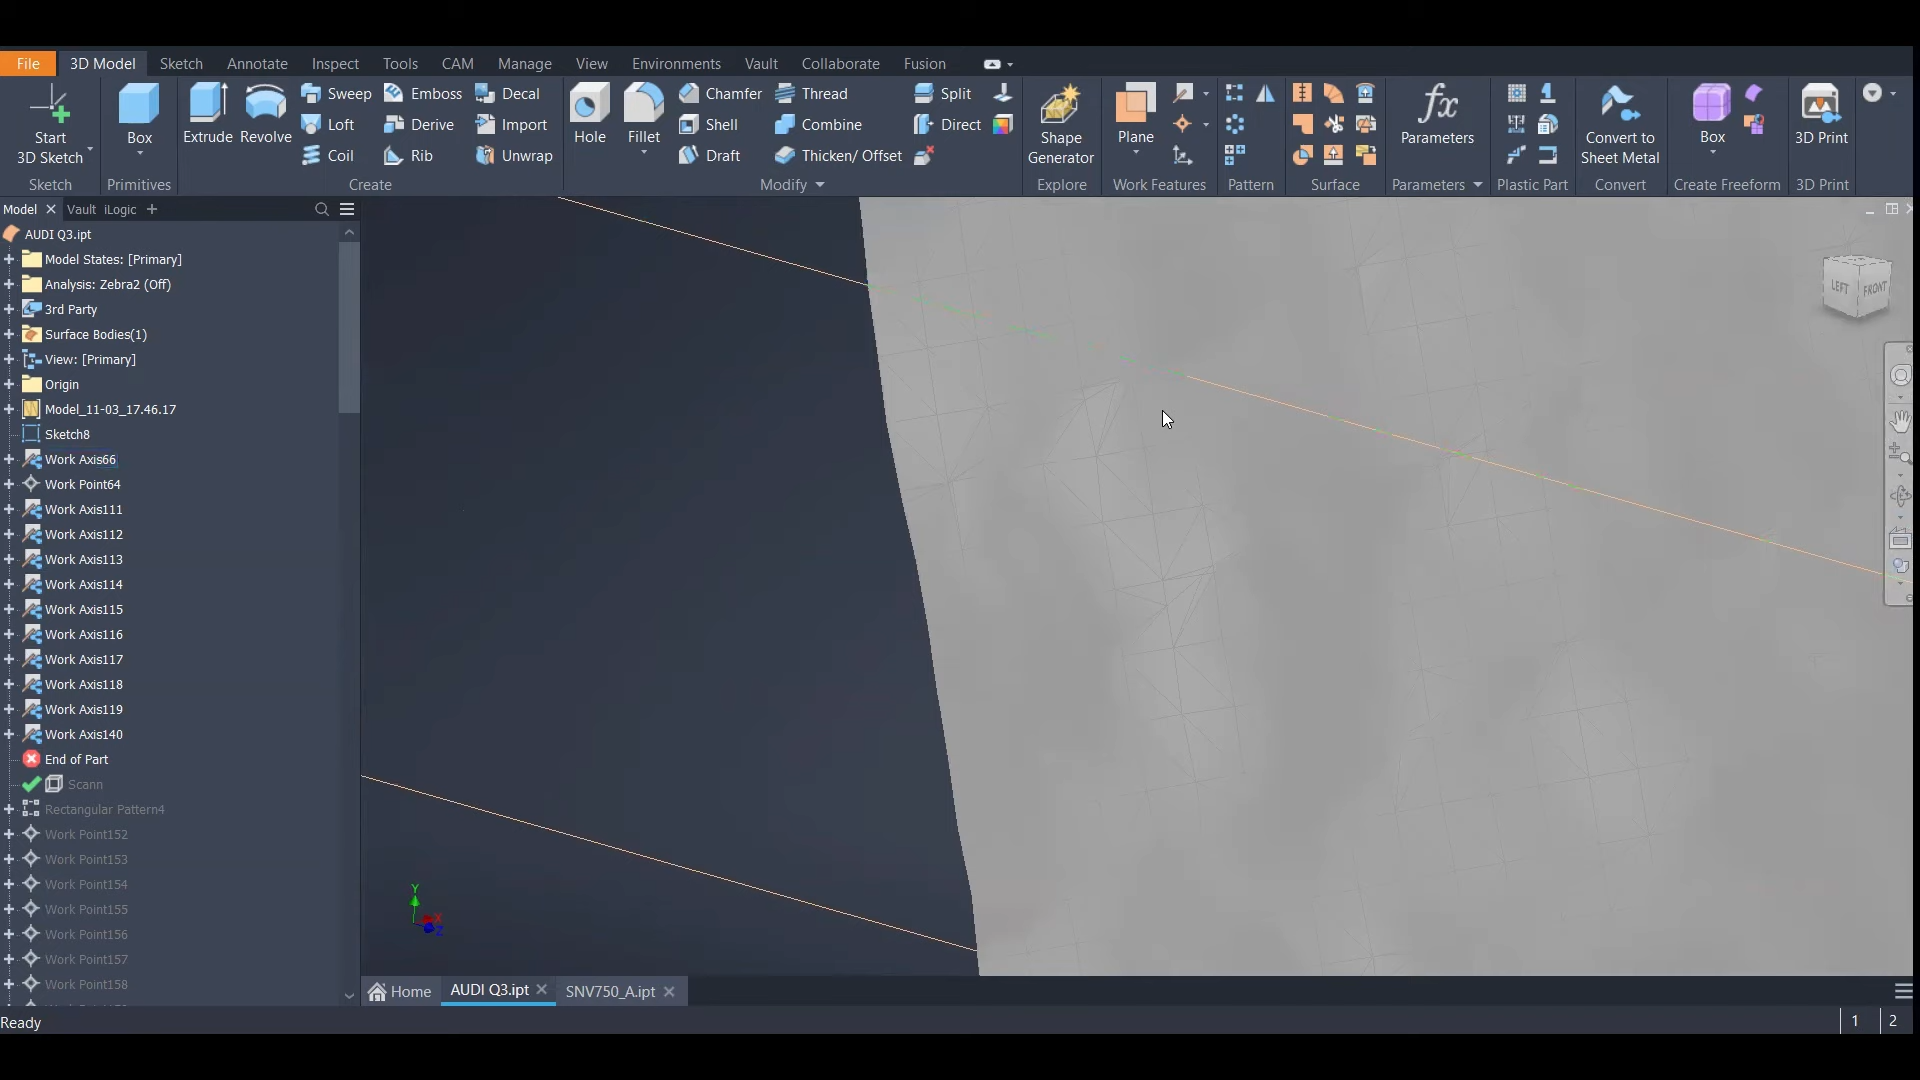 File 3D Model Sketch Annotate Inspect Tools CAM Manage View Environments Vault Collaborate Fusion
Start
3D Sketch
Sketch
Box
Primitives
Extrude Revolve
Sweep Emboss Decal
Loft Derive Import
Coil Rib Unwrap
Create
Hole Fillet
Chamfer Thread Split
Shell Combine Direct
Draft Thicken/ Offset
Modify
Shape
Generator
Explore
Plane
Work Features
Pattern
Surface
fx
Parameters
Parameters
Plastic Part
Convert to
Sheet Metal
Convert
Box
Create Freeform
3D Print
3D Print
Model Vault iLogic
AUDI Q3.ipt
Model States: [Primary]
Analysis: Zebra2 (Off)
3rd Party
Surface Bodies(1)
View: [Primary]
Origin
Model_11-03_17.46.17
Sketch8
Work Axis66
Work Point64
Work Axis111
Work Axis112
Work Axis113
Work Axis114
Work Axis115
Work Axis116
Work Axis117
Work Axis118
Work Axis119
Work Axis140
End of Part
Scann
Rectangular Pattern4
Work Point152
Work Point153
Work Point154
Work Point155
Work Point156
Work Point157
Work Point158
LEFT FRONT
Y
X
Z
Home AUDI Q3.ipt SNV750_A.ipt
Ready
1 2